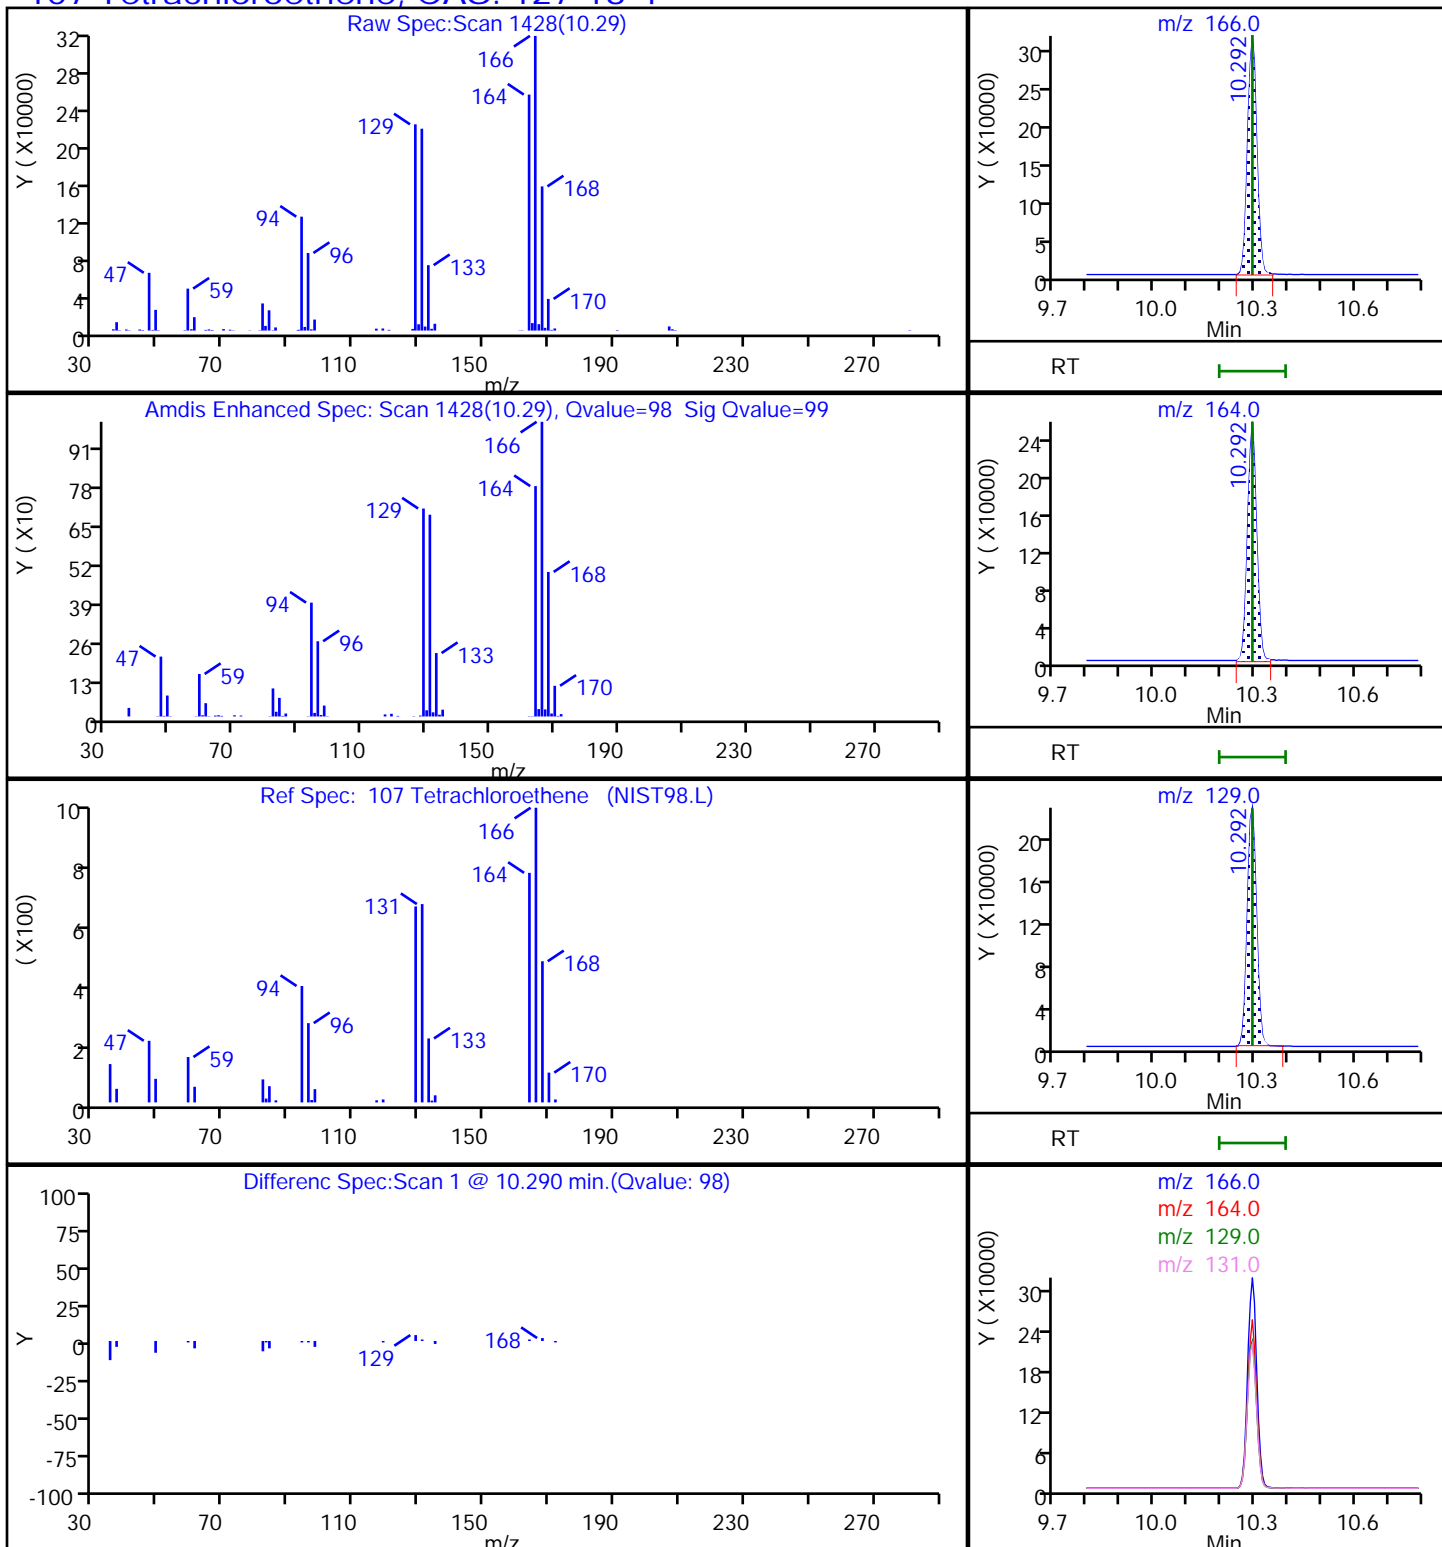 107 Tetrachloroethene, CAS: 127-18-4
Raw Spec:Scan 1428(10.29)
Y ( X10000)
32
28
24
20
16
12
8
4
0
166
164
129
168
94
96
133
47
59
170
30 70 110 150 190 230 270
m/z
m/z 166.0
Y ( X10000)
30
25
20
15
10
5
0
10.292
9.7 10.0 10.3 10.6
Min
RT
Amdis Enhanced Spec: Scan 1428(10.29), Qvalue=98 Sig Qvalue=99
Y ( X10)
91
78
65
52
39
26
13
0
166
164
129
168
94
96
133
47
59
170
30 70 110 150 190 230 270
m/z
m/z 164.0
Y ( X10000)
24
20
16
12
8
4
0
10.292
9.7 10.0 10.3 10.6
Min
RT
Ref Spec: 107 Tetrachloroethene (NIST98.L)
( X100)
10
8
6
4
2
0
166
164
131
168
94
96
133
47
59
170
30 70 110 150 190 230 270
m/z 129.0
Y ( X10000)
20
16
12
8
4
0
10.292
9.7 10.0 10.3 10.6
Min
RT
Differenc Spec:Scan 1 @ 10.290 min.(Qvalue: 98)
Y
100
75
50
25
0
-25
-50
-75
-100
129
168
30 70 110 150 190 230 270
m/z
m/z 166.0
m/z 164.0
m/z 129.0
m/z 131.0
Y ( X10000)
30
24
18
12
6
0
9.7 10.0 10.3 10.6
Min